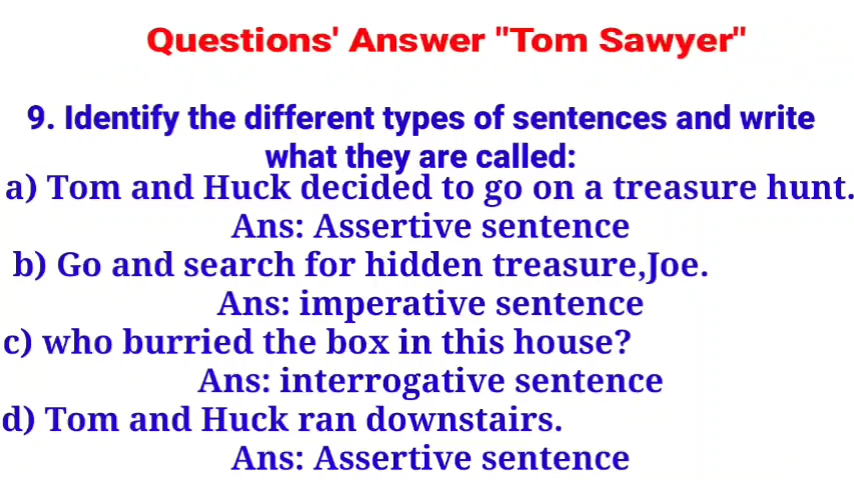 Questions' Answer "Tom Sawyer"
9. Identify the different types of sentences and write
what they are called:
a) Tom and Huck decided to go on a treasure hunt.
Ans: Assertive sentence
b) Go and search for hidden treasure,Joe.
Ans: imperative sentence
c) who burried the box in this house?
Ans: interrogative sentence
d) Tom and Huck ran downstairs.
Ans: Assertive sentence